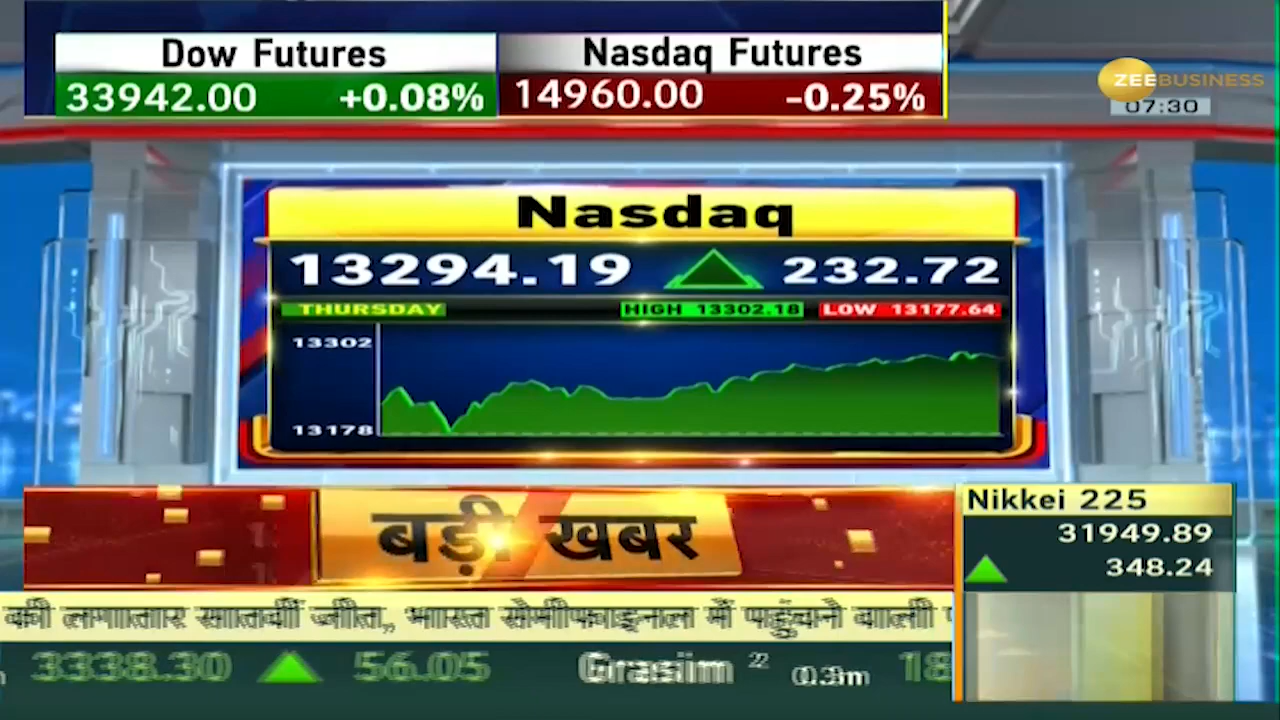 Dow Futures
33942.00 +0.08%
Nasdaq Futures
14960.00 -0.25%
ZEEBUSINESS
07:30
Nasdaq
13294.19 ▲ 232.72
THURSDAY HIGH 13302.18 LOW 13177.64
13302
13178
बड़ी खबर
Nikkei 225
31949.89
▲ 348.24
की लगातार सातवीं जीत, भारत सेमीफाइनल में पहुंचने वाली
3338.30 ▲ 56.05 Grasim